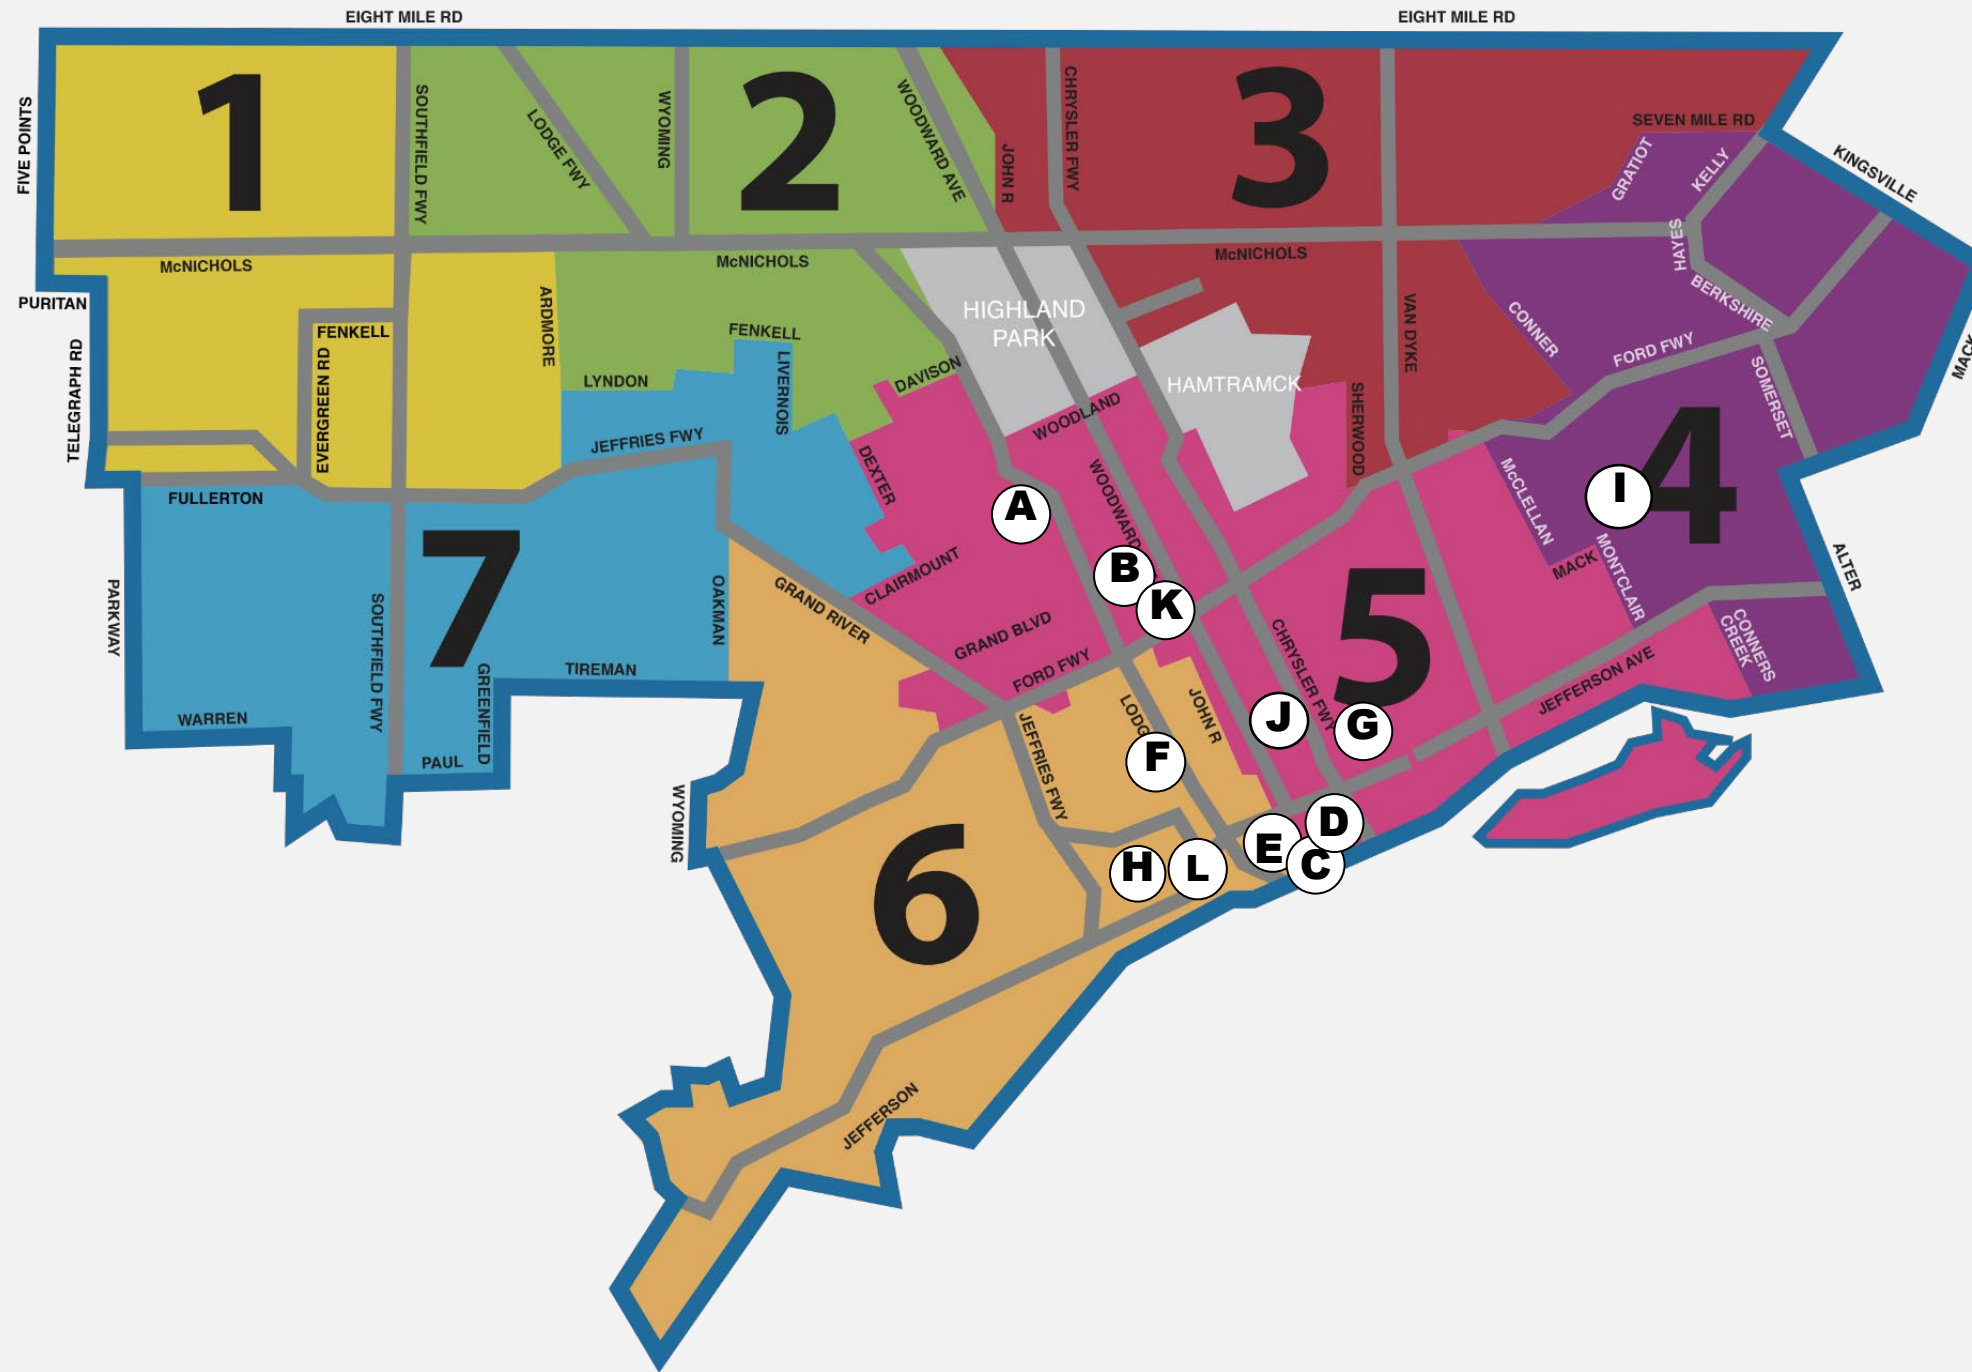 EIGHT MILE RD
EIGHT MILE RD
1
2
3
FIVE POINTS
SOUTHFIELD FWY
LODGE FWY
WYOMING
WOODWARD AVE
JOHN R
CHRYSLER FWY
SEVEN MILE RD
GRATIOT
KELLY
KINGSVILLE
McNICHOLS
McNICHOLS
McNICHOLS
HAYES
BERKSHIRE
PURITAN
TELEGRAPH RD
FENKELL
EVERGREEN RD
ARDMORE
FENKELL
LYNDON
LIVERNOIS
DAVISON
HIGHLAND
PARK
HAMTRAMCK
VAN DYKE
CONNER
FORD FWY
SOMERSET
MACK
JEFFRIES FWY
DEXTER
WOODLAND
WOODWARD
SHERWOOD
McCLELLAN
I
4
FULLERTON
A
7
5
PARKWAY
SOUTHFIELD FWY
OAKMAN
GRAND RIVER
CLAIRMOUNT
B
K
MACK
MONTCLAIR
ALTER
GRAND BLVD
FORD FWY
CHRYSLER FWY
CONNERS
CREEK
JEFFERSON AVE
TIREMAN
GREENFIELD
WARREN
PAUL
JEFFRIES FWY
LODG
JOHN R
J
G
F
WYOMING
6
H
L
E
D
C
JEFFERSON